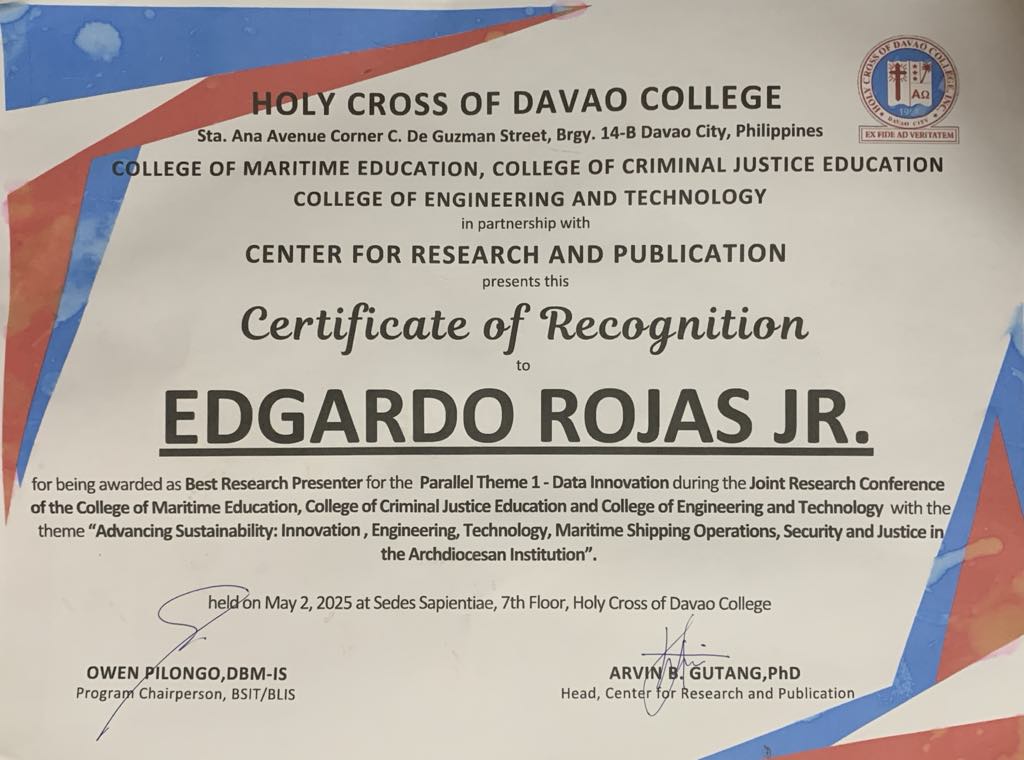 HOLY CROSS OF DAVAO COLLEGE
Sta. Ana Avenue Corner C. De Guzman Street, Brgy. 14-B Davao City, Philippines
COLLEGE OF MARITIME EDUCATION, COLLEGE OF CRIMINAL JUSTICE EDUCATION
COLLEGE OF ENGINEERING AND TECHNOLOGY
in partnership with
CENTER FOR RESEARCH AND PUBLICATION
presents this
Certificate of Recognition
to
EDGARDO ROJAS JR.
for being awarded as Best Research Presenter for the Parallel Theme 1 - Data Innovation during the Joint Research Conference
of the College of Maritime Education, College of Criminal Justice Education and College of Engineering and Technology with the
theme “Advancing Sustainability: Innovation , Engineering, Technology, Maritime Shipping Operations, Security and Justice in
the Archdiocesan Institution”.
held on May 2, 2025 at Sedes Sapientiae, 7th Floor, Holy Cross of Davao College
OWEN PILONGO,DBM-IS
Program Chairperson, BSIT/BLIS
ARVIN B. GUTANG,PhD
Head, Center for Research and Publication
HOLY CROSS OF DAVAO COLLEGE, INC.
ΑΩ
DAVAO CITY
EX FIDE AD VERITATEM